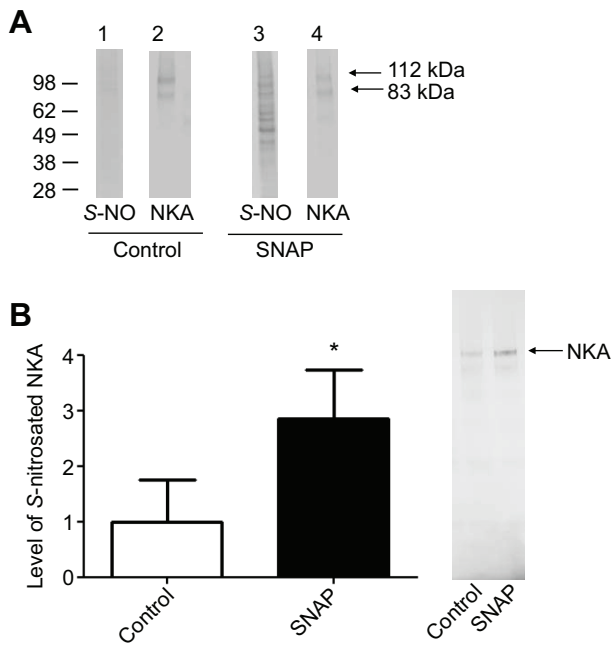 A
1 2 3 4
98
62
49
38
28
112 kDa
83 kDa
S-NO NKA S-NO NKA
Control SNAP
B
Level of S-nitrosated NKA
4
3
2
1
0
*
Control
SNAP
NKA
Control
SNAP